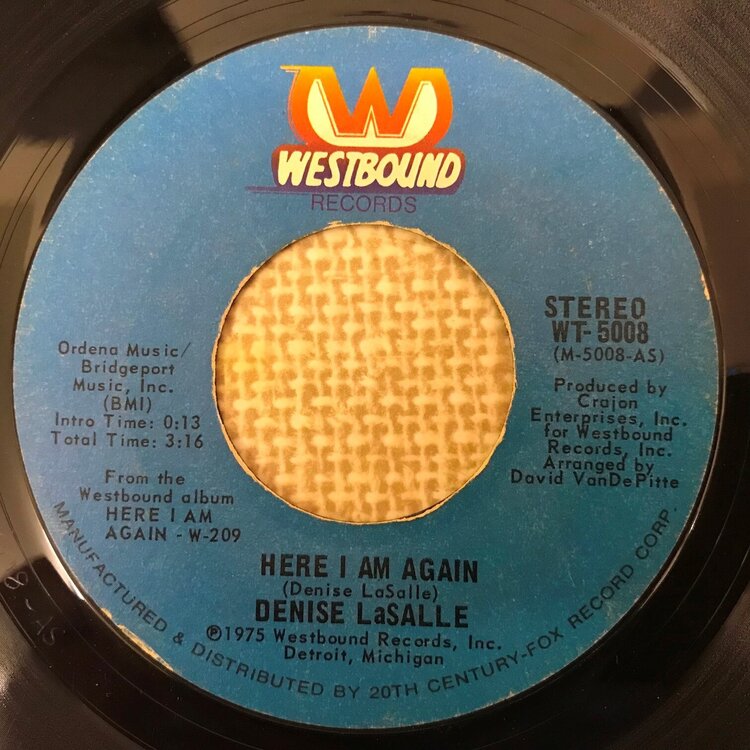 W
WESTBOUND
RECORDS
STEREO
WT-5008
(M-5008-AS)
Ordena Music/
Bridgeport
Music, Inc.
(BMI)
Intro Time: 0:13
Total Time: 3:16
Produced by
Crajon
Enterprises, Inc.
for Westbound
Records, Inc.
Arranged by
David VanDePitte
From the
Westbound album
HERE I AM
AGAIN - W-209
HERE I AM AGAIN
(Denise LaSalle)
DENISE LaSALLE
℗1975 Westbound Records, Inc.
Detroit, Michigan
MANUFACTURED & DISTRIBUTED BY 20TH CENTURY-FOX RECORD CORP.
8-AS